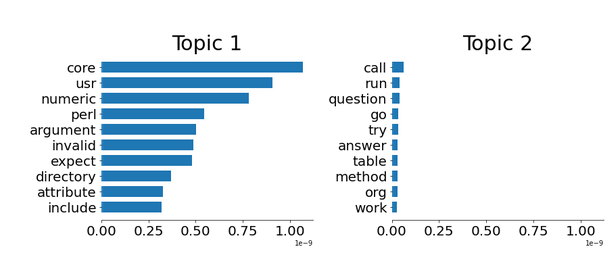 Topic 1
core
usr
numeric
perl
argument
invalid
expect
directory
attribute
include
0.00 0.25 0.50 0.75 1.00
1e−9
Topic 2
call
run
question
go
try
answer
table
method
org
work
0.00 0.25 0.50 0.75 1.00
1e−9